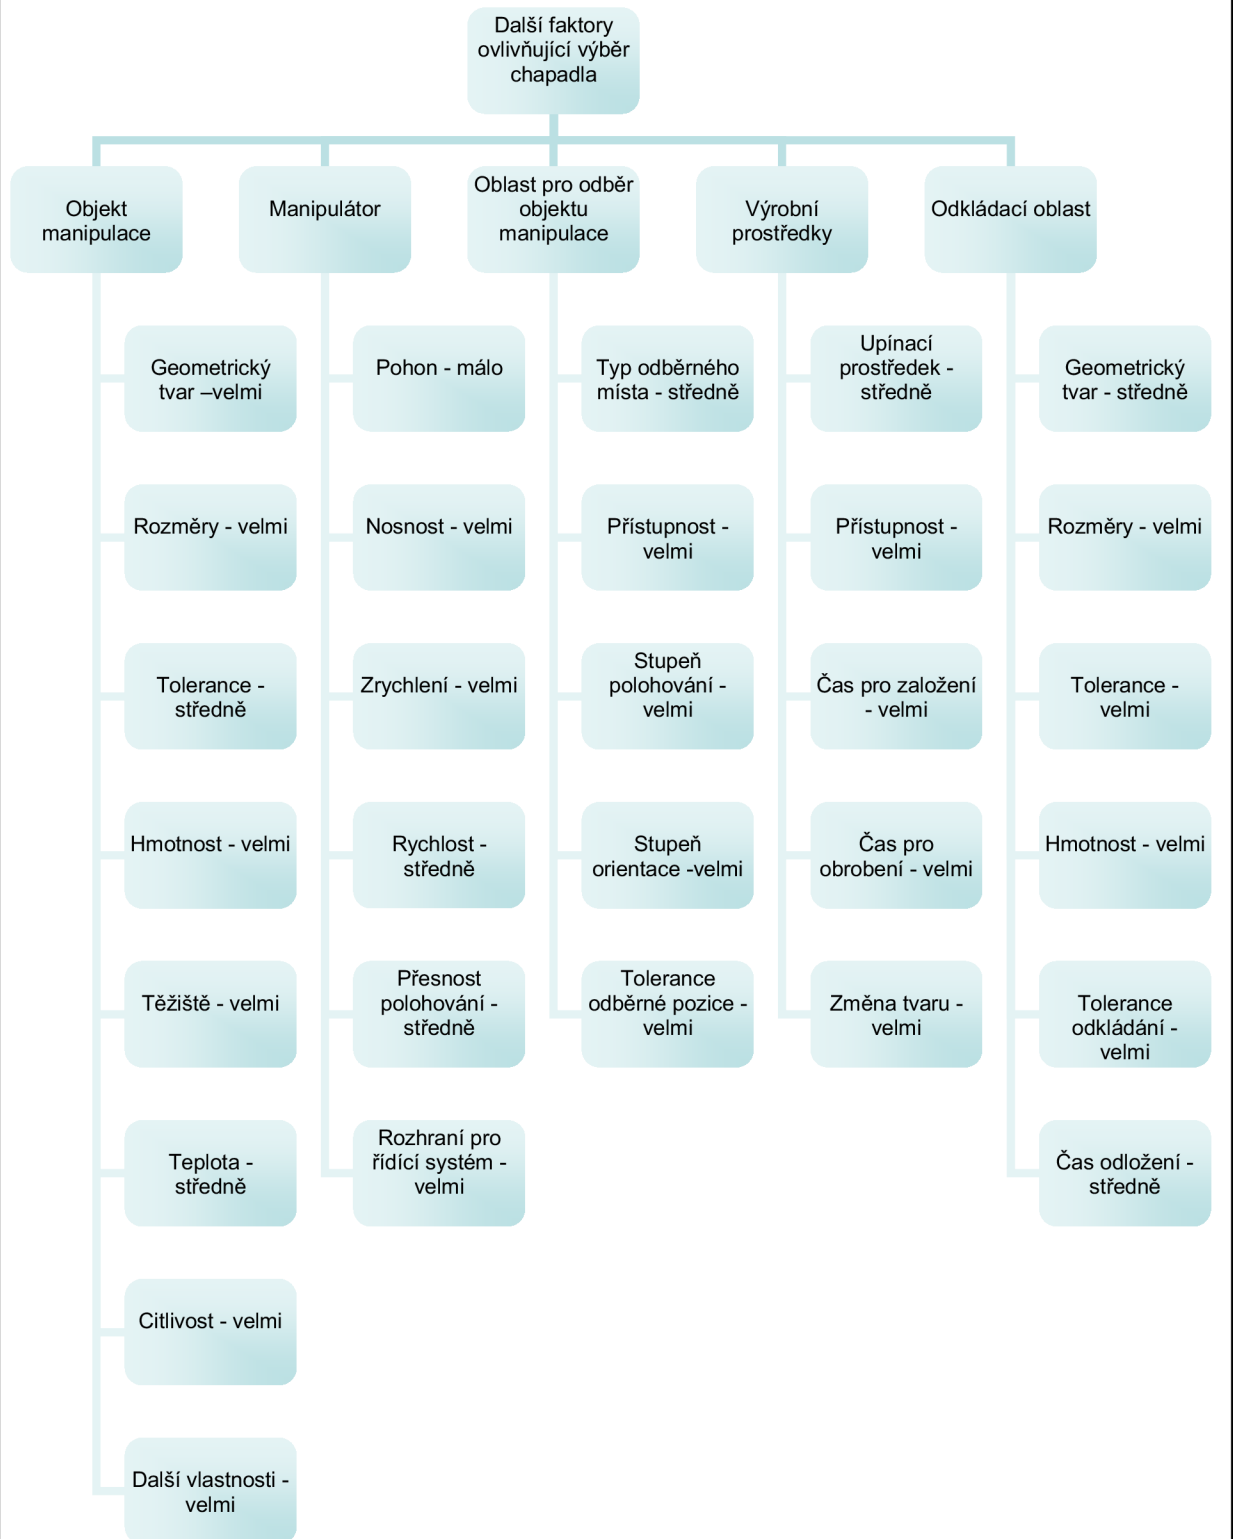 Další faktory
ovlivňující výběr
chapadla
Objekt
manipulace
Geometrický
tvar –velmi
Rozměry - velmi
Tolerance -
středně
Hmotnost - velmi
Těžiště - velmi
Teplota -
středně
Citlivost - velmi
Další vlastnosti -
velmi
Manipulátor
Pohon - málo
Nosnost - velmi
Zrychlení - velmi
Rychlost -
středně
Přesnost
polohování -
středně
Rozhraní pro
řídící systém -
velmi
Oblast pro odběr
objektu
manipulace
Typ odběrného
místa - středně
Přístupnost -
velmi
Stupeň
polohování -
velmi
Stupeň
orientace -velmi
Tolerance
odběrné pozice -
velmi
Výrobní
prostředky
Upínací
prostředek -
středně
Přístupnost -
velmi
Čas pro založení
- velmi
Čas pro
obrobení - velmi
Změna tvaru -
velmi
Odkládací oblast
Geometrický
tvar - středně
Rozměry - velmi
Tolerance -
velmi
Hmotnost - velmi
Tolerance
odkládání -
velmi
Čas odložení -
středně